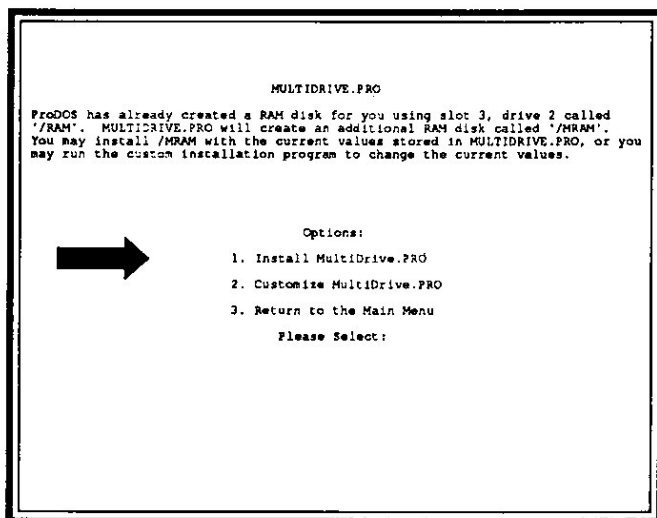 MULTIDRIVE.PRO
ProDOS has already created a RAM disk for you using slot 3, drive 2 called
'/RAM'.  MULTIDRIVE.PRO will create an additional RAM disk called '/MRAM'.
You may install /MRAM with the current values stored in MULTIDRIVE.PRO, or you
may run the custom installation program to change the current values.
Options:
1. Install MultiDrive.PRO
2. Customize MultiDrive.PRO
3. Return to the Main Menu
Please Select: